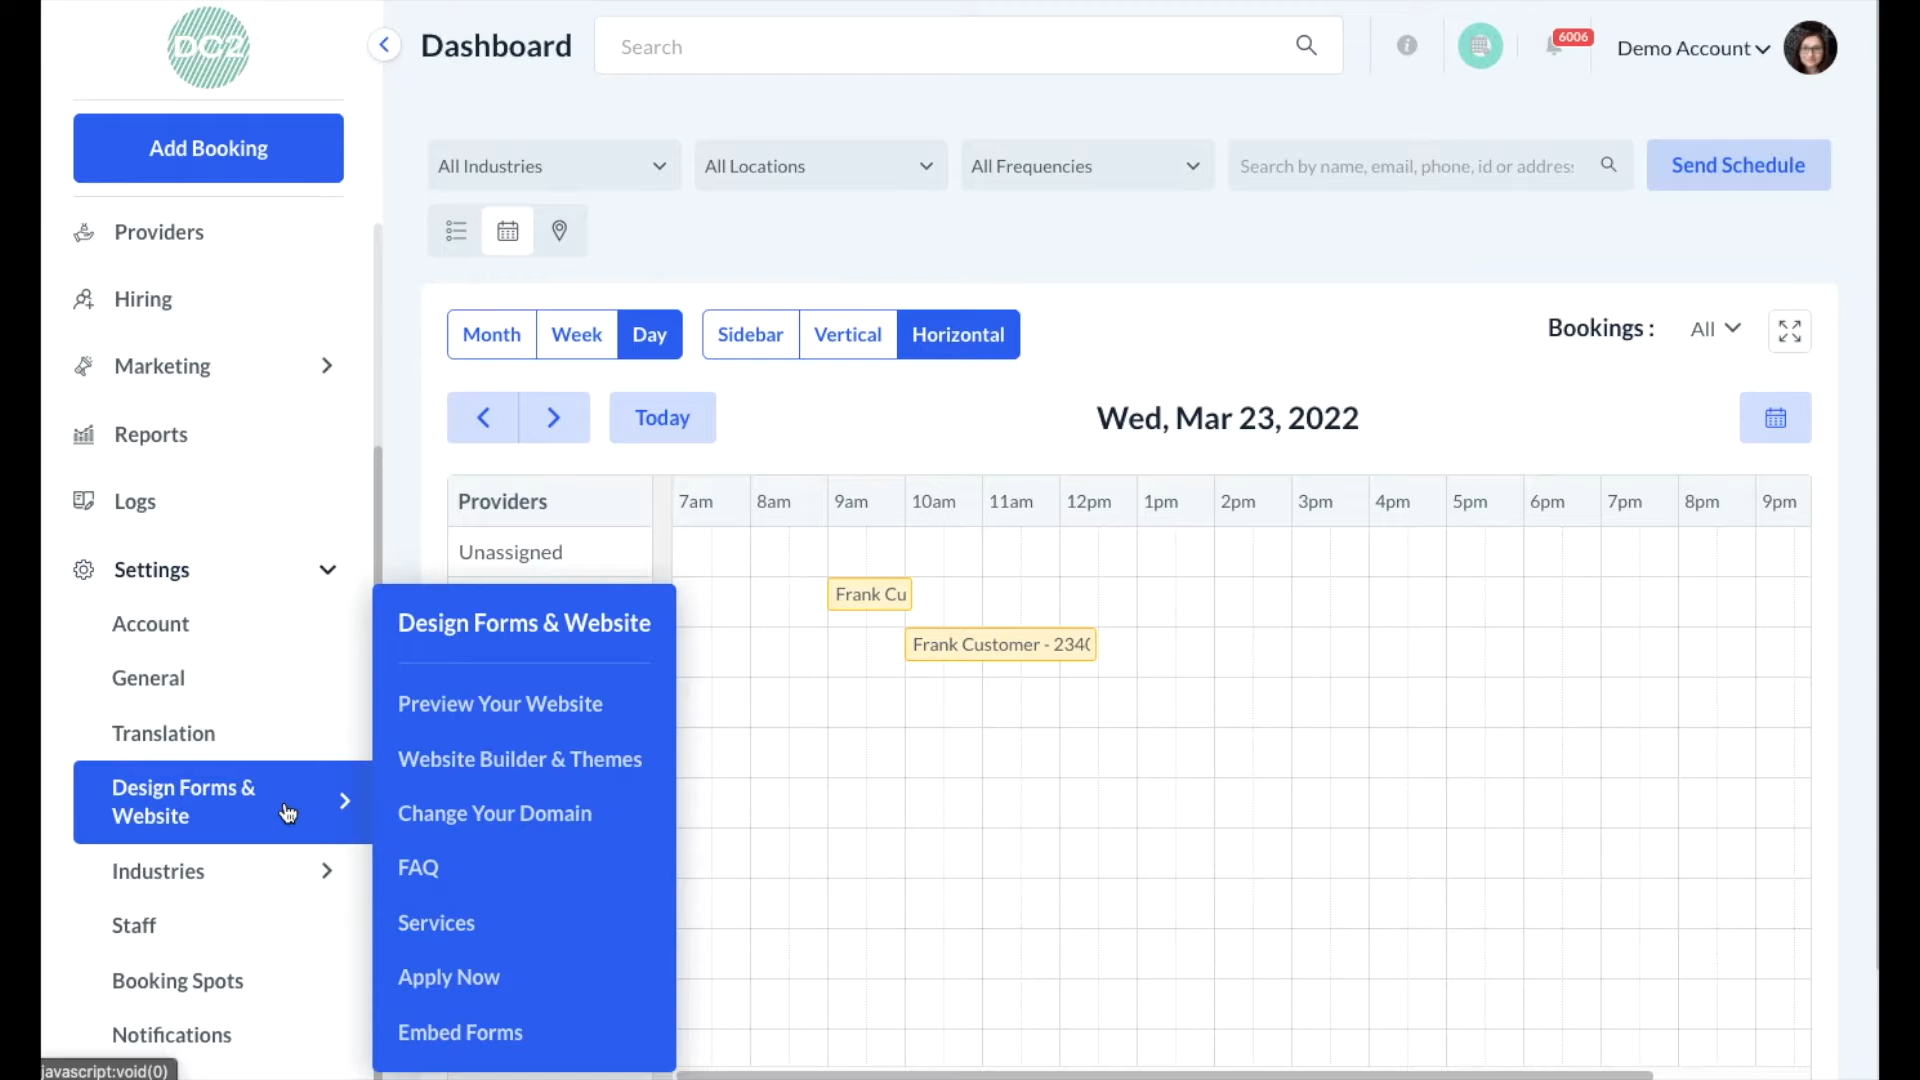 DC2
Dashboard
Search
6006
Demo Account
Add Booking
All Industries
All Locations
All Frequencies
Search by name, email, phone, id or address
Send Schedule
Providers
Hiring
Marketing
Reports
Logs
Settings
Account
General
Translation
Design Forms &
Website
Industries
Staff
Booking Spots
Notifications
javascript:void(0)
Month
Week
Day
Sidebar
Vertical
Horizontal
Bookings :
All
Today
Wed, Mar 23, 2022
Providers
7am
8am
9am
10am
11am
12pm
1pm
2pm
3pm
4pm
5pm
6pm
7pm
8pm
9pm
Unassigned
Frank Cu
Frank Customer - 234
Design Forms & Website
Preview Your Website
Website Builder & Themes
Change Your Domain
FAQ
Services
Apply Now
Embed Forms